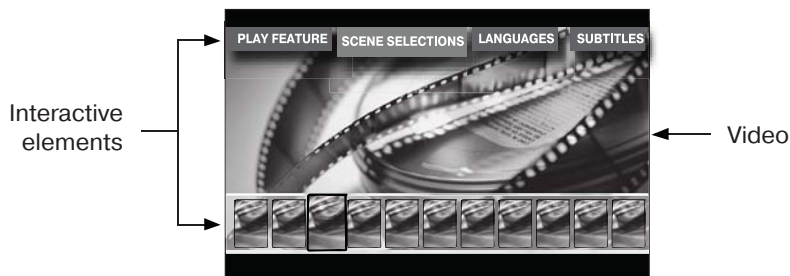 PLAY FEATURE SCENE SELECTIONS LANGUAGES SUBTITLES
Interactive
elements
Video